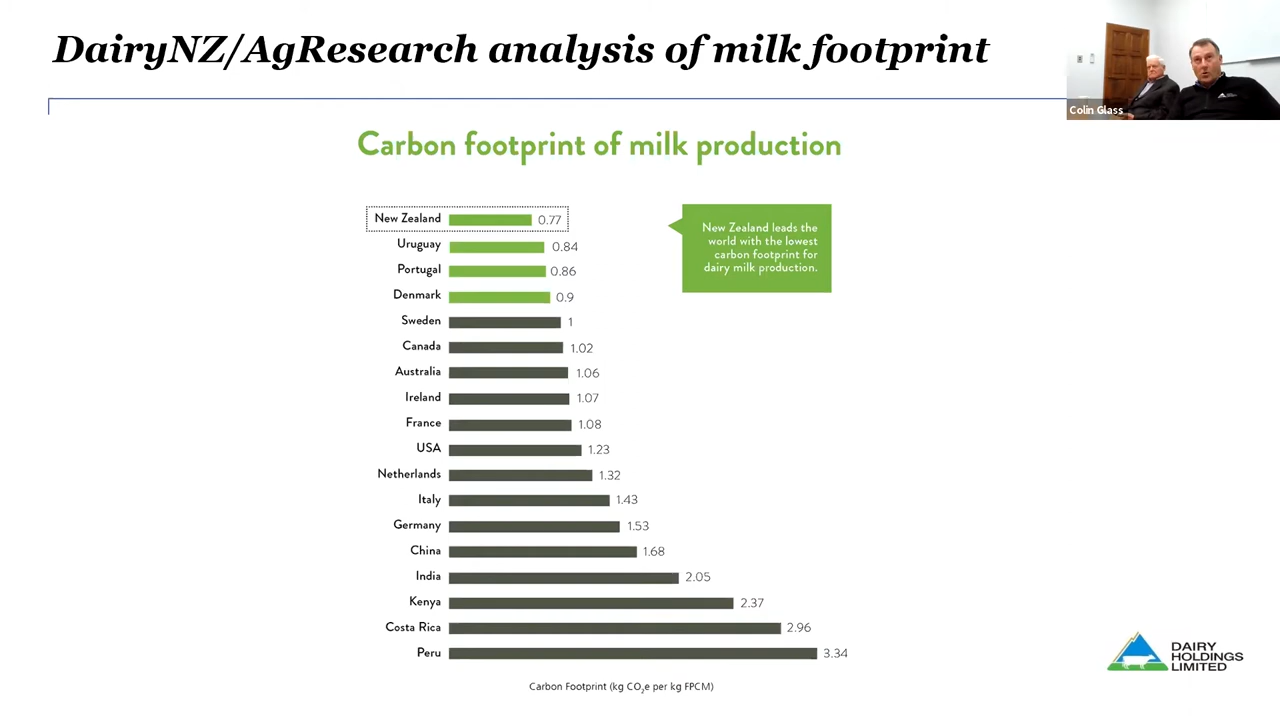 DairyNZ/AgResearch analysis of milk footprint
Colin Glass
Carbon footprint of milk production
New Zealand 0.77
Uruguay 0.84
Portugal 0.86
Denmark 0.9
Sweden 1
Canada 1.02
Australia 1.06
Ireland 1.07
France 1.08
USA 1.23
Netherlands 1.32
Italy 1.43
Germany 1.53
China 1.68
India 2.05
Kenya 2.37
Costa Rica 2.96
Peru 3.34
New Zealand leads the
world with the lowest
carbon footprint for
dairy milk production.
Carbon Footprint (kg CO₂e per kg FPCM)
DAIRY
HOLDINGS
LIMITED